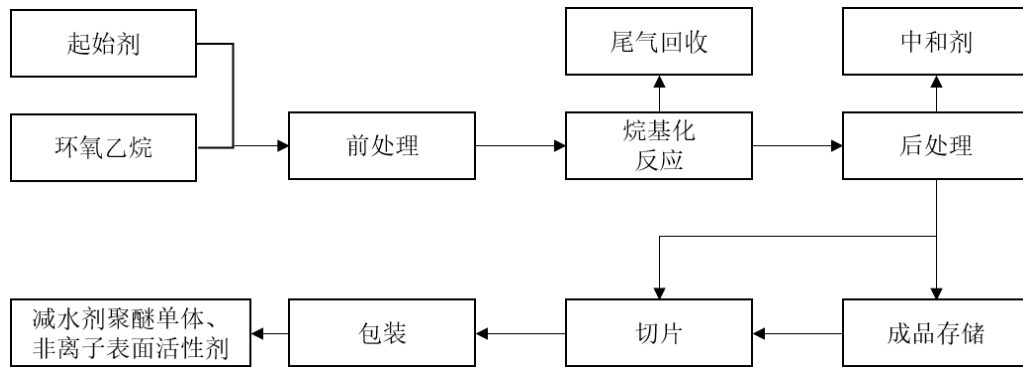 起始剂
尾气回收
中和剂
环氧乙烷
前处理
烷基化
反应
后处理
减水剂聚醚单体、
非离子表面活性剂
包装
切片
成品存储